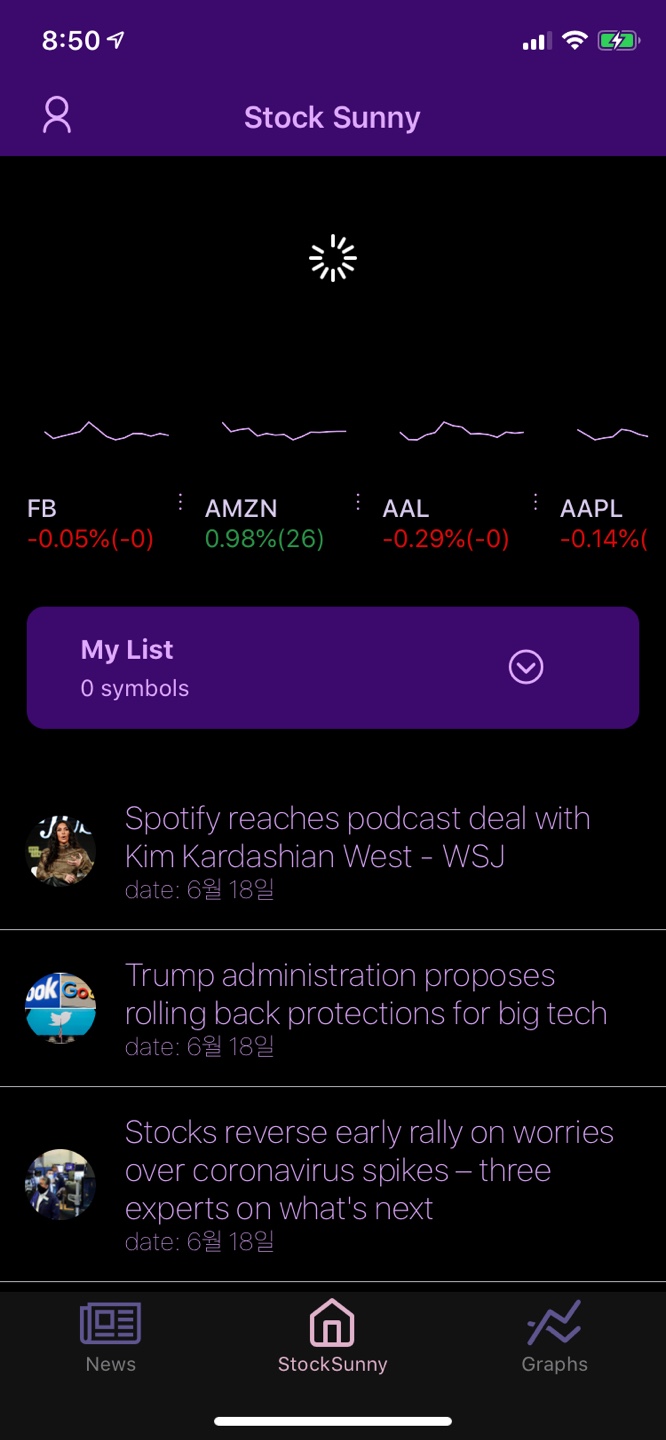 8:50
Stock Sunny
FB
AMZN
AAL
AAPL
-0.05%(-0)
0.98%(26)
-0.29%(-0)
-0.14%(
My List
0 symbols
Spotify reaches podcast deal with
Kim Kardashian West - WSJ
date: 6월 18일
ook Go
Trump administration proposes
rolling back protections for big tech
date: 6월 18일
Stocks reverse early rally on worries
over coronavirus spikes – three
experts on what's next
date: 6월 18일
News
StockSunny
Graphs